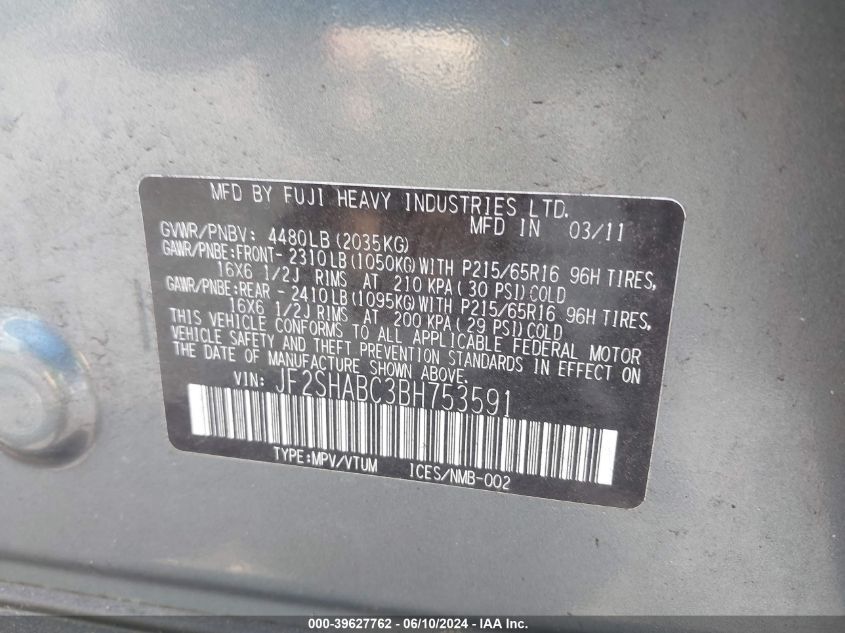 MFD BY FUJI HEAVY INDUSTRIES LTD.
MFD IN 03/11
GVWR/PNBV: 4480LB(2035KG)
GAWR/PNBE:FRONT- 2310LB(1050KG)WITH P215/65R16 96H TIRES,
16X6 1/2J RIMS AT 210 KPA(30 PSI)COLD
GAWR/PNBE:REAR - 2410LB(1095KG)WITH P215/65R16 96H TIRES,
16X6 1/2J RIMS AT 200 KPA(29 PSI)COLD
THIS VEHICLE CONFORMS TO ALL APPLICABLE FEDERAL MOTOR
VEHICLE SAFETY AND THEFT PREVENTION STANDARDS IN EFFECT ON
THE DATE OF MANUFACTURE SHOWN ABOVE.
VIN: JF2SHABC3BH753591
TYPE:MPV/VTUM ICES/NMB-002
000-39627762 - 06/10/2024 - IAA Inc.